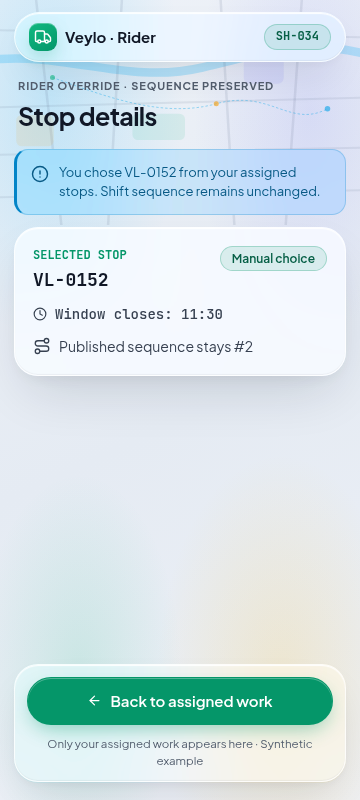 Veylo · Rider
SH-034
RIDER OVERRIDE · SEQUENCE PRESERVED
Stop details
You chose VL-0152 from your assigned
stops. Shift sequence remains unchanged.
SELECTED STOP
Manual choice
VL-0152
Window closes: 11:30
Published sequence stays #2
Back to assigned work
Only your assigned work appears here · Synthetic
example